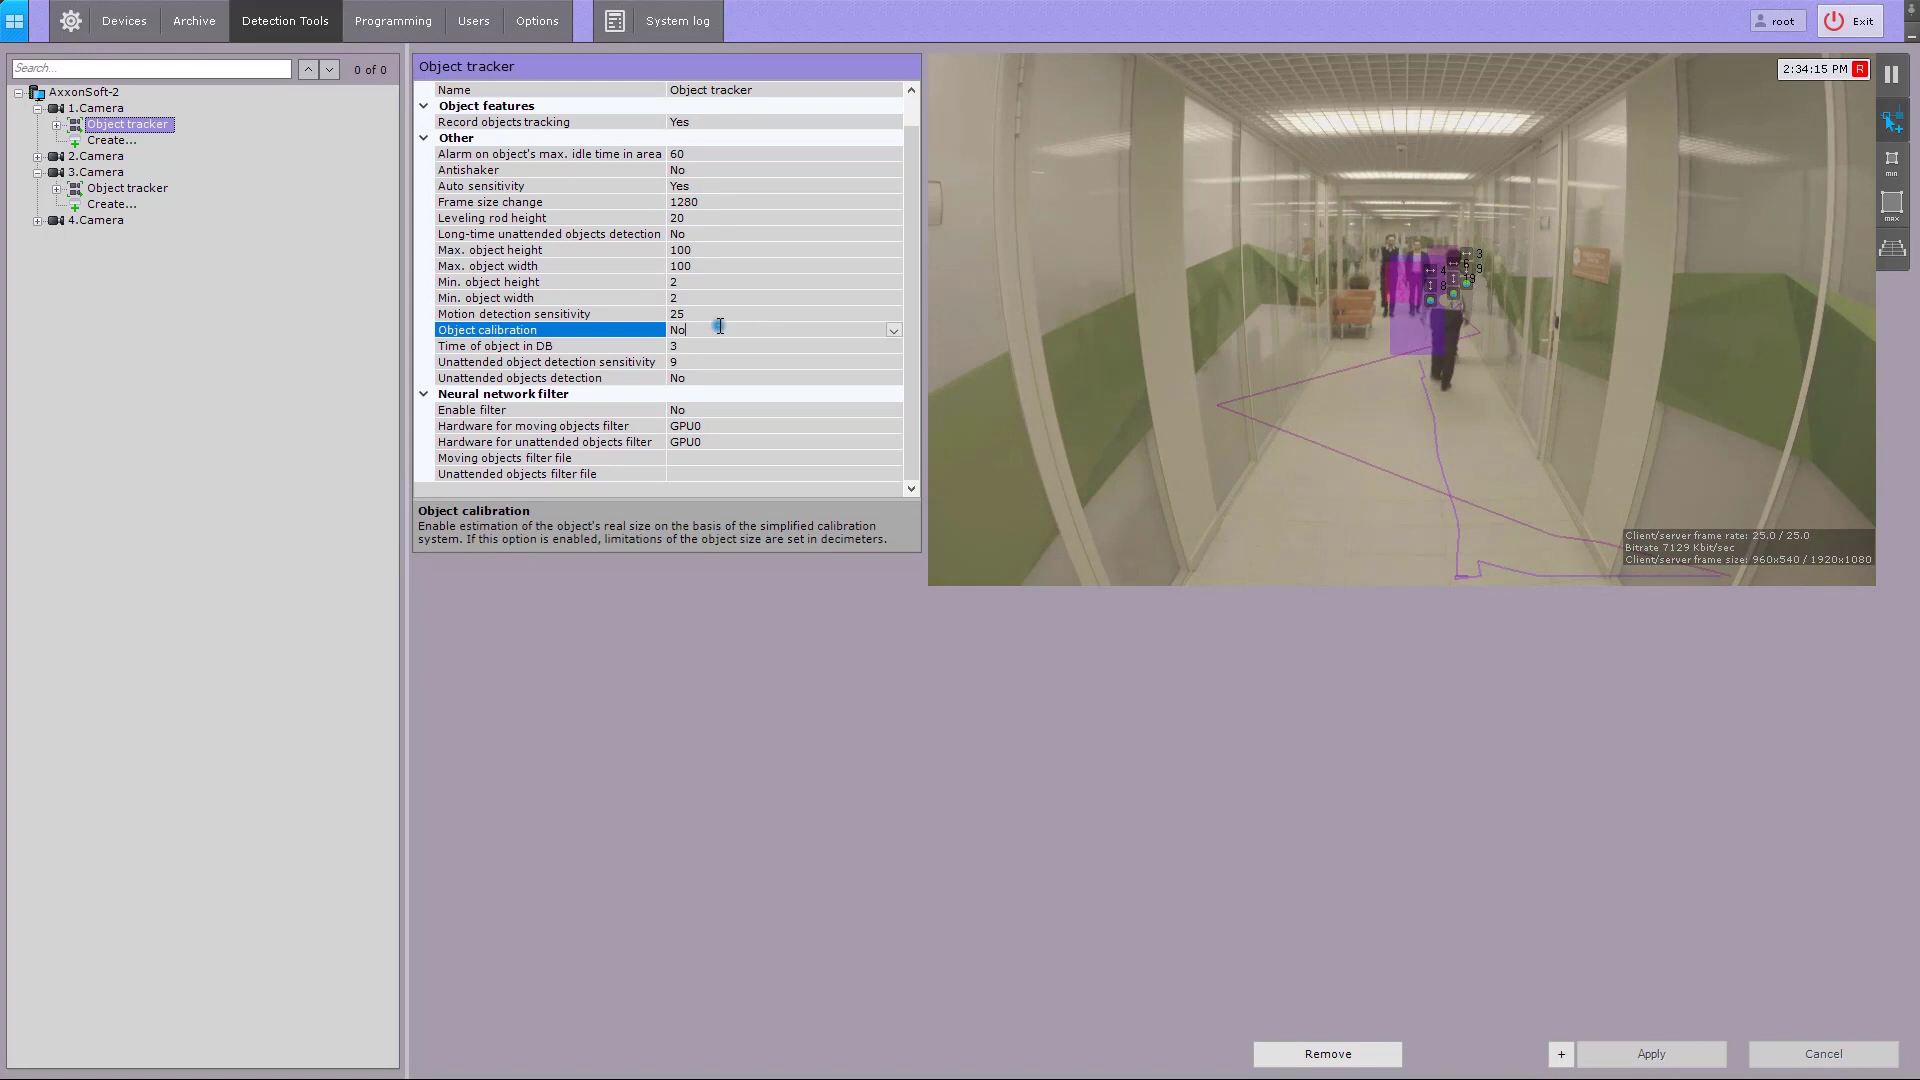 Devices
Archive
Detection Tools
Programming
Users
Options
System log
root
Exit
Search...
0 of 0
AxxonSoft-2
1.Camera
Object tracker
Create...
2.Camera
3.Camera
Object tracker
Create...
4.Camera
Object tracker
Name Object tracker
Object features
Record objects tracking Yes
Other
Alarm on object's max. idle time in area 60
Antishaker No
Auto sensitivity Yes
Frame size change 1280
Leveling rod height 20
Long-time unattended objects detection No
Max. object height 100
Max. object width 100
Min. object height 2
Min. object width 2
Motion detection sensitivity 25
Object calibration No
Time of object in DB 3
Unattended object detection sensitivity 9
Unattended objects detection No
Neural network filter
Enable filter No
Hardware for moving objects filter GPU0
Hardware for unattended objects filter GPU0
Moving objects filter file
Unattended objects filter file
Object calibration
Enable estimation of the object's real size on the basis of the simplified calibration
system. If this option is enabled, limitations of the object size are set in decimeters.
2:34:15 PM R
min
max
3
9
4
6
8
19
Client/server frame rate: 25.0 / 25.0
Bitrate 7129 Kbit/sec
Client/server frame size: 960x540 / 1920x1080
Remove
+
Apply
Cancel